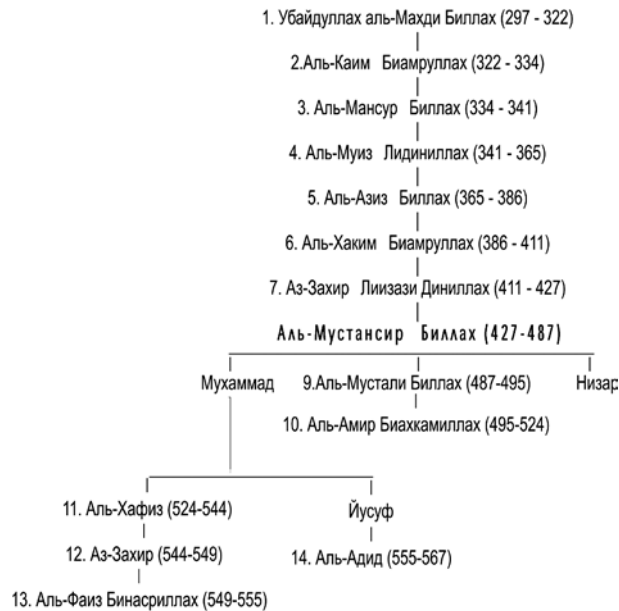 1. Убайдуллах аль-Махди Биллах (297 - 322)
2.Аль-Каим Биамруллах (322 - 334)
3. Аль-Мансур Биллах (334 - 341)
4. Аль-Муиз Лидиниллах (341 - 365)
5. Аль-Азиз Биллах (365 - 386)
6. Аль-Хаким Биамруллах (386 - 411)
7. Аз-Захир Лиизази Диниллах (411 - 427)
Аль-Мустансир Биллах (427-487)
Мухаммад 9.Аль-Мустали Биллах (487-495) Низар
10. Аль-Амир Биахкамиллах (495-524)
11. Аль-Хафиз (524-544) Йусуф
12. Аз-Захир (544-549) 14. Аль-Адид (555-567)
13. Аль-Фаиз Бинасриллах (549-555)